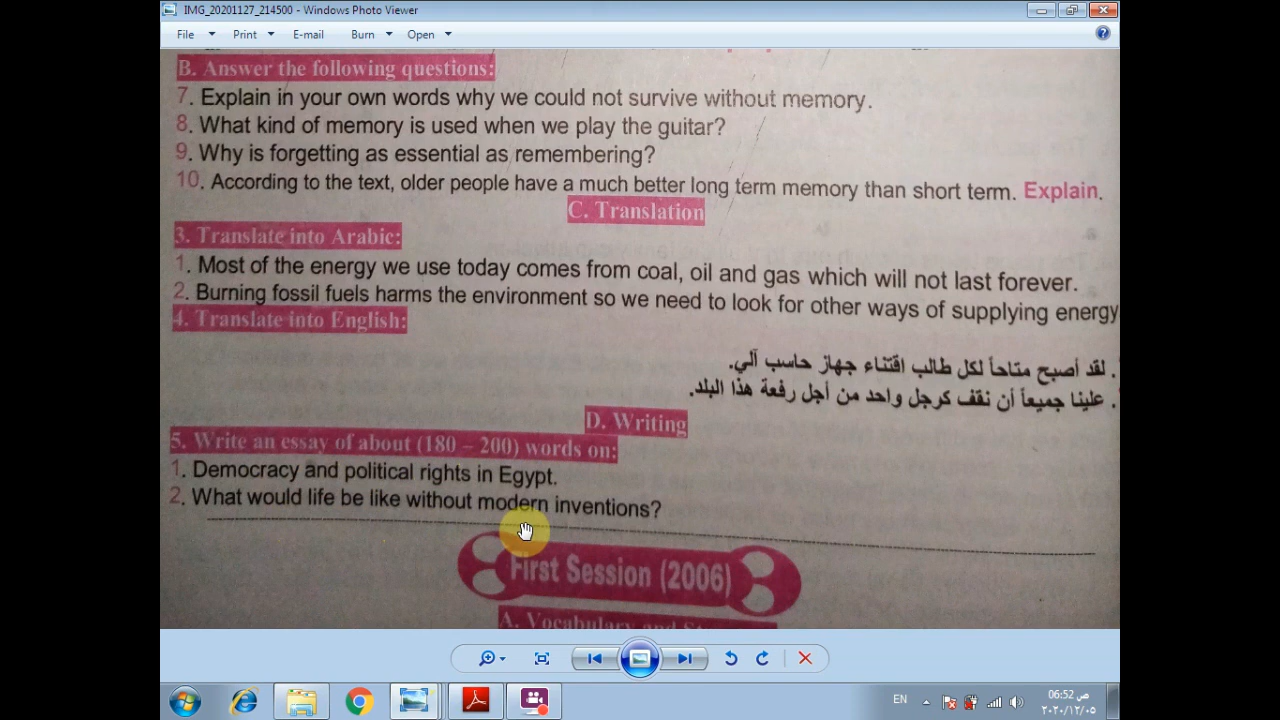 IMG_20201127_214500 - Windows Photo Viewer
File Print E-mail Burn Open
B. Answer the following questions:
7. Explain in your own words why we could not survive without memory.
8. What kind of memory is used when we play the guitar?
9. Why is forgetting as essential as remembering?
10. According to the text, older people have a much better long term memory than short term. Explain.
C. Translation
3. Translate into Arabic:
1. Most of the energy we use today comes from coal, oil and gas which will not last forever.
2. Burning fossil fuels harms the environment so we need to look for other ways of supplying energy
4. Translate into English:
. لقد أصبح متاحاً لكل طالب اقتناء جهاز حاسب آلي.
. علينا جميعاً أن نقف كرجل واحد من أجل رفعة هذا البلد.
D. Writing
5. Write an essay of about (180 – 200) words on:
1. Democracy and political rights in Egypt.
2. What would life be like without modern inventions?
First Session (2006)
A. Vocabulary and
EN
06:52 ص
٢٠٢٠/١٢/٠٥